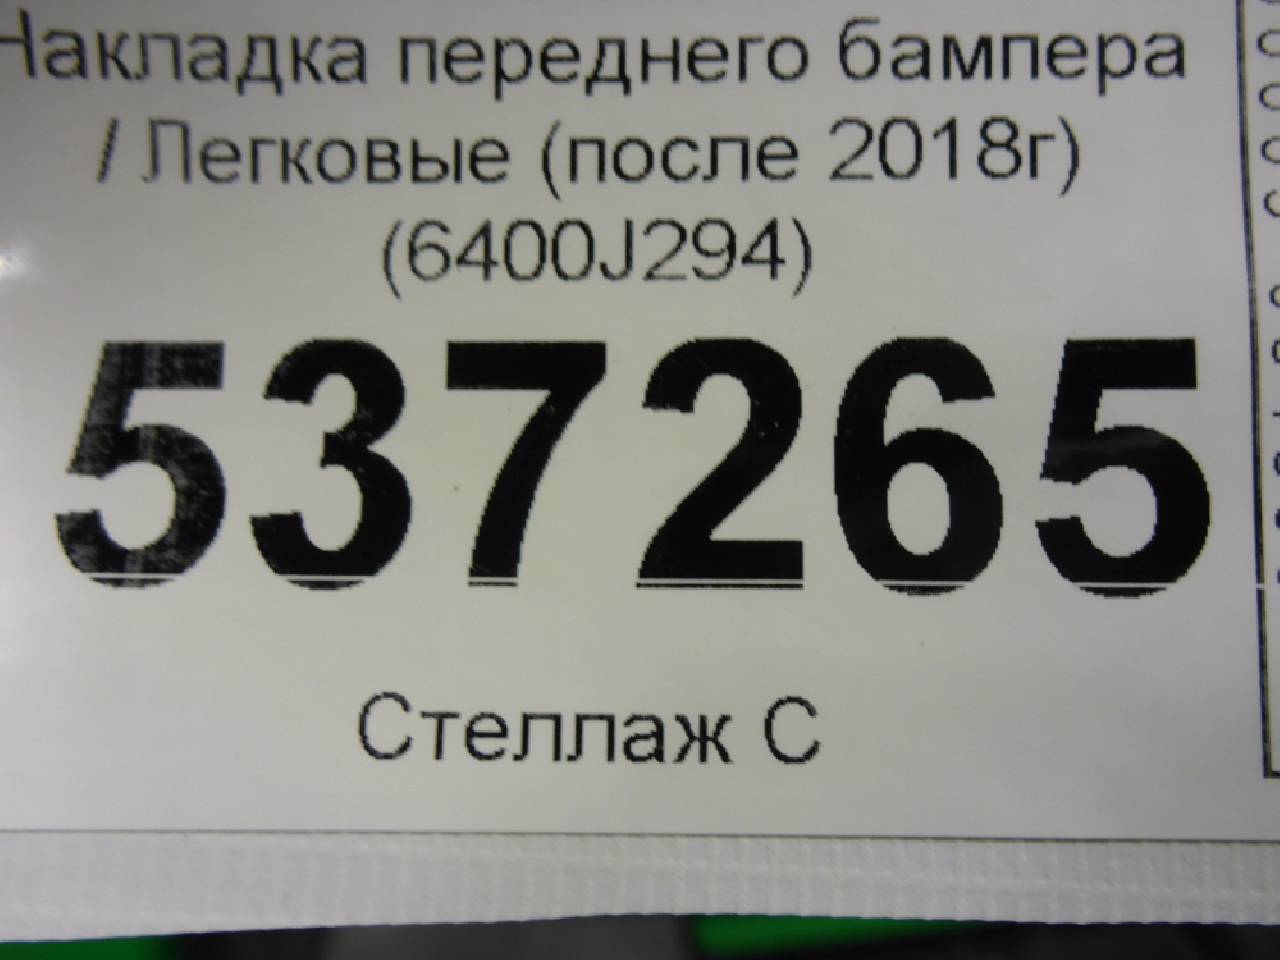 Накладка переднего бампера
/ Легковые (после 2018г)
(6400J294)
537265
Стеллаж С